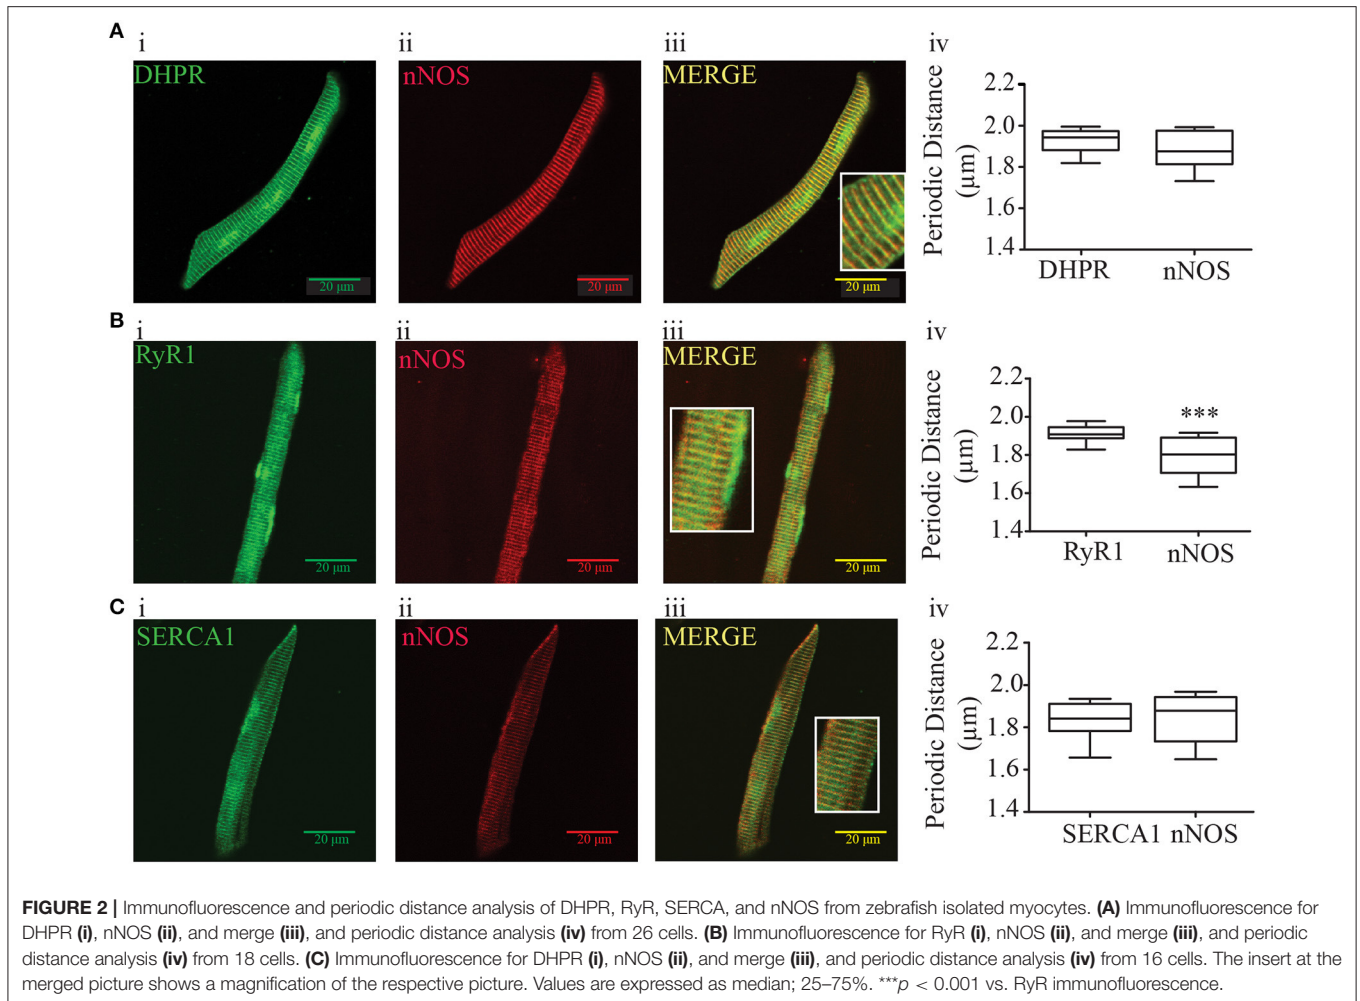 A
i
ii
iii
iv
DHPR
nNOS
MERGE
20 µm
20 µm
20 µm
Periodic Distance
(µm)
2.2
2.0
1.8
1.6
1.4
DHPR nNOS
B
i
ii
iii
iv
RyR1
nNOS
MERGE
20 µm
20 µm
20 µm
Periodic Distance
(µm)
2.2
2.0
1.8
1.6
1.4
***
RyR1 nNOS
C
i
ii
iii
iv
SERCA1
nNOS
MERGE
20 µm
20 µm
20 µm
Periodic Distance
(µm)
2.2
2.0
1.8
1.6
1.4
SERCA1 nNOS
FIGURE 2 | Immunofluorescence and periodic distance analysis of DHPR, RyR, SERCA, and nNOS from zebrafish isolated myocytes. (A) Immunofluorescence for
DHPR (i), nNOS (ii), and merge (iii), and periodic distance analysis (iv) from 26 cells. (B) Immunofluorescence for RyR (i), nNOS (ii), and merge (iii), and periodic
distance analysis (iv) from 18 cells. (C) Immunofluorescence for DHPR (i), nNOS (ii), and merge (iii), and periodic distance analysis (iv) from 16 cells. The insert at the
merged picture shows a magnification of the respective picture. Values are expressed as median; 25–75%. ***p < 0.001 vs. RyR immunofluorescence.